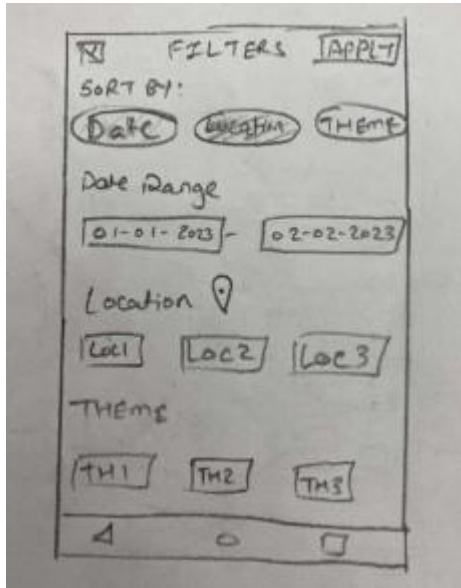 FILTERS APPLY
SORT BY:
Date Location THEME
Date Range
01-01-2023 - 02-02-2023
Location
Loc1 Loc2 Loc3
THEME
TH1 TH2 TH3